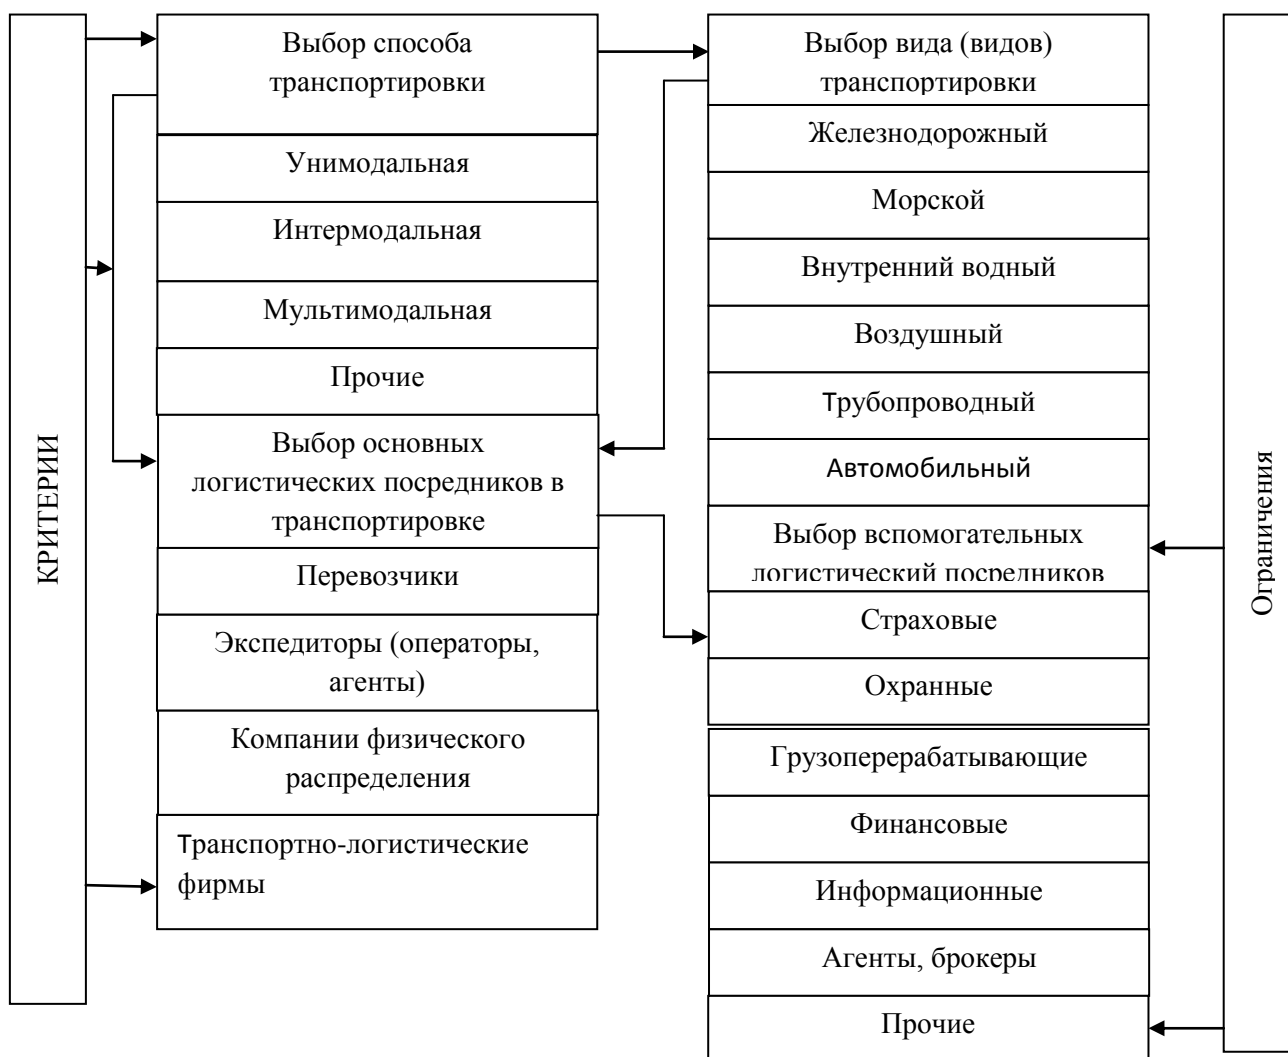 КРИТЕРИИ
Выбор способа
транспортировки
Унимодальная
Интермодальная
Мультимодальная
Прочие
Выбор основных
логистических посредников в
транспортировке
Перевозчики
Экспедиторы (операторы,
агенты)
Компании физического
распределения
Транспортно-логистические
фирмы
Выбор вида (видов)
транспортировки
Железнодорожный
Морской
Внутренний водный
Воздушный
Трубопроводный
Автомобильный
Выбор вспомогательных
логистический посредников
Страховые
Охранные
Грузоперерабатывающие
Финансовые
Информационные
Агенты, брокеры
Прочие
Ограничения